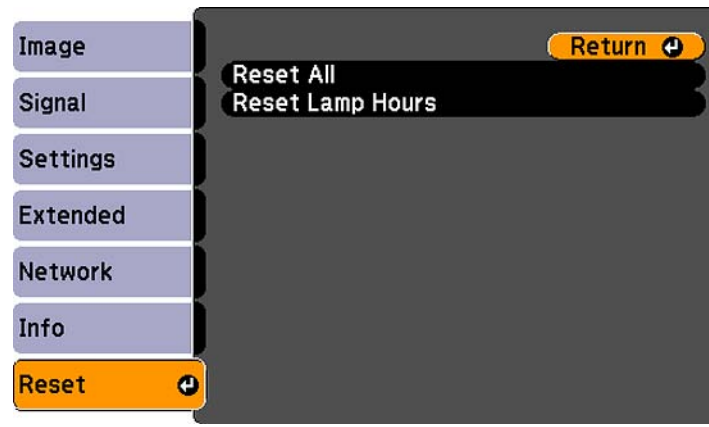 Image
Signal
Settings
Extended
Network
Info
Reset
Return
Reset All
Reset Lamp Hours